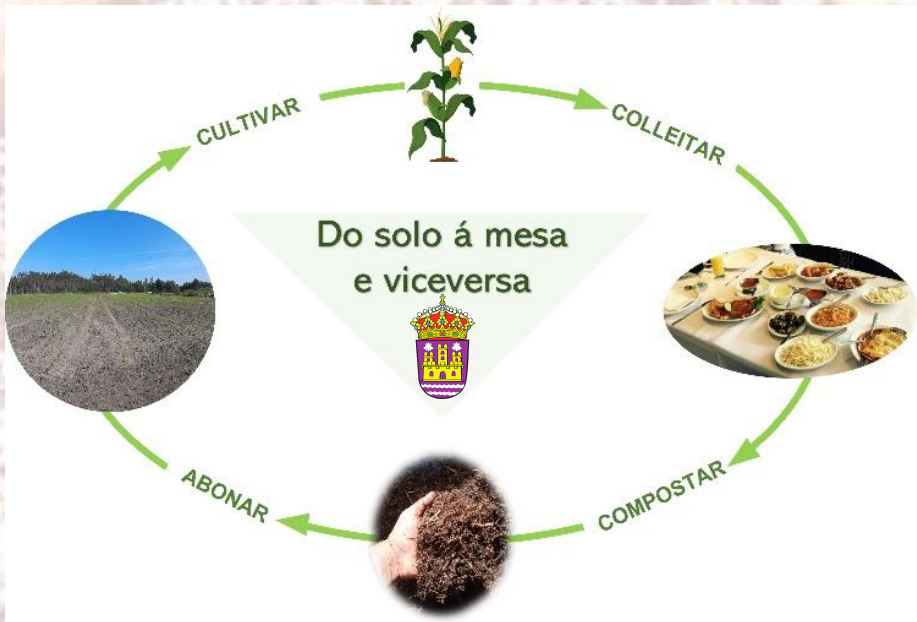 CULTIVAR
COLLEITAR
Do solo á mesa
e viceversa
ABONAR
COMPOSTAR